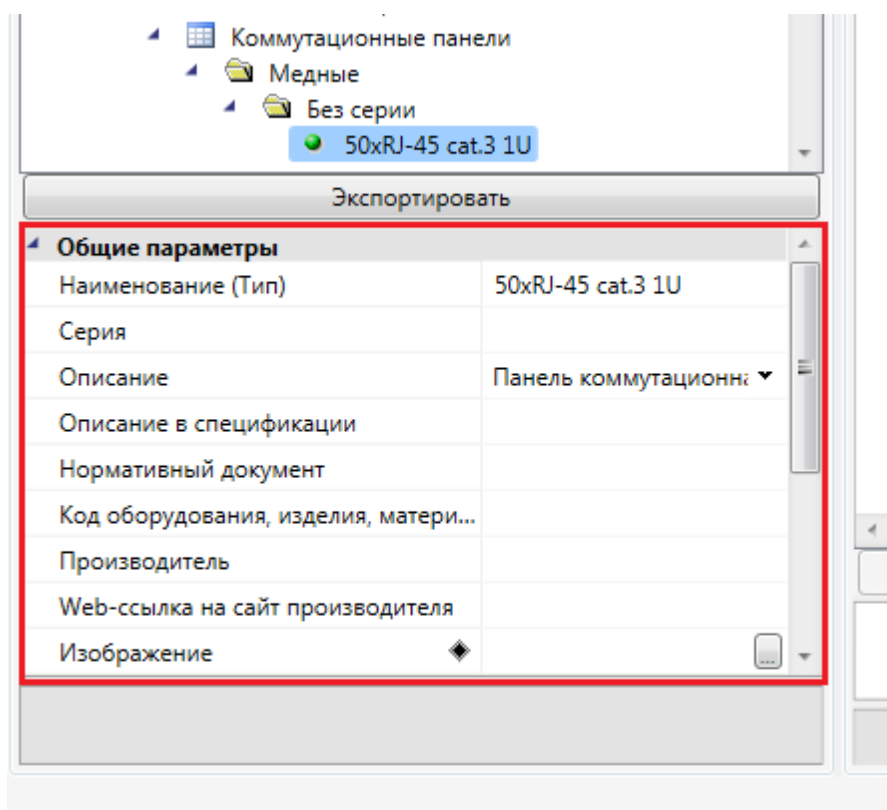 Коммутационные панели
Медные
Без серии
50xRJ-45 cat.3 1U
Экспортировать
Общие параметры
Наименование (Тип) 50xRJ-45 cat.3 1U
Серия
Описание Панель коммутационна
Описание в спецификации
Нормативный документ
Код оборудования, изделия, матери...
Производитель
Web-ссылка на сайт производителя
Изображение ...